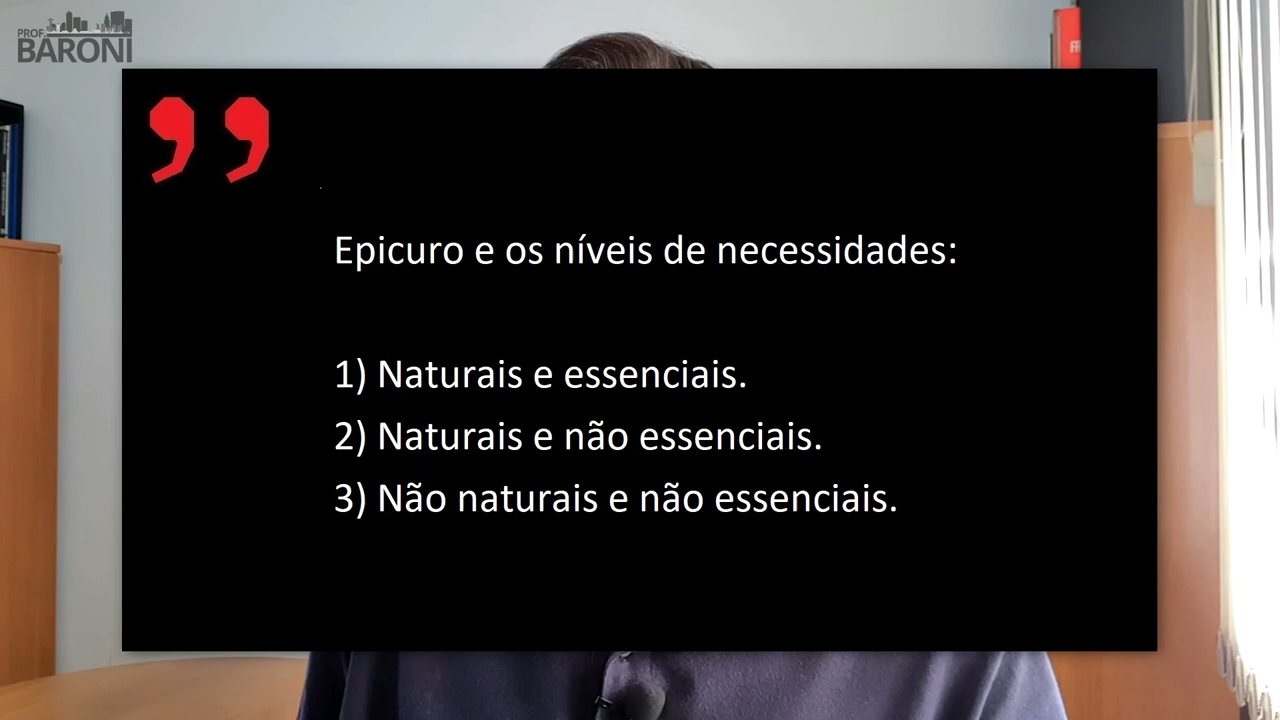 PROF.
BARONI
Epicuro e os níveis de necessidades:
1) Naturais e essenciais.
2) Naturais e não essenciais.
3) Não naturais e não essenciais.